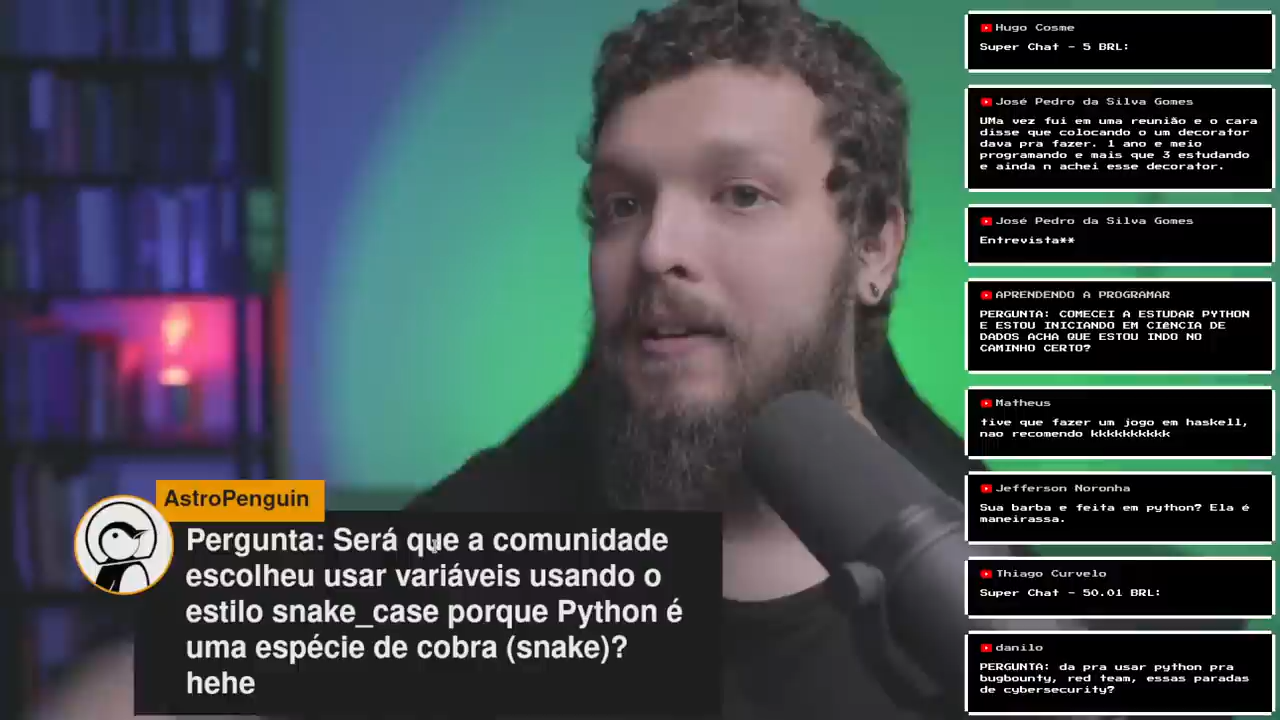 AstroPenguin
Pergunta: Será que a comunidade
escolheu usar variáveis usando o
estilo snake_case porque Python é
uma espécie de cobra (snake)?
hehe
Hugo Cosme
Super Chat - 5 BRL:
José Pedro da Silva Gomes
UMa vez fui em uma reunião e o cara
disse que colocando o um decorator
dava pra fazer. 1 ano e meio
programando e mais que 3 estudando
e ainda n achei esse decorator.
José Pedro da Silva Gomes
Entrevista**
APRENDENDO A PROGRAMAR
PERGUNTA: COMECEI A ESTUDAR PYTHON
E ESTOU INICIANDO EM CIÊNCIA DE
DADOS ACHA QUE ESTOU INDO NO
CAMINHO CERTO?
Matheus
tive que fazer um jogo em haskell,
nao recomendo kkkkkkkkkk
Jefferson Noronha
Sua barba e feita em python? Ela é
maneirassa.
Thiago Curvelo
Super Chat - 50.01 BRL:
danilo
PERGUNTA: da pra usar python pra
bugbounty, red team, essas paradas
de cybersecurity?